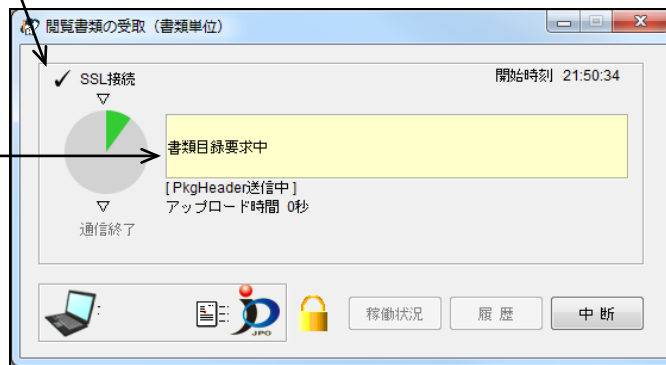 閲覧書類の受取（書類単位）
✓ SSL接続
開始時刻 21:50:34
▽
書類目録要求中
[ PkgHeader送信中 ]
▽ アップロード時間 0秒
通信終了
JPO
稼働状況 履 歴 中 断